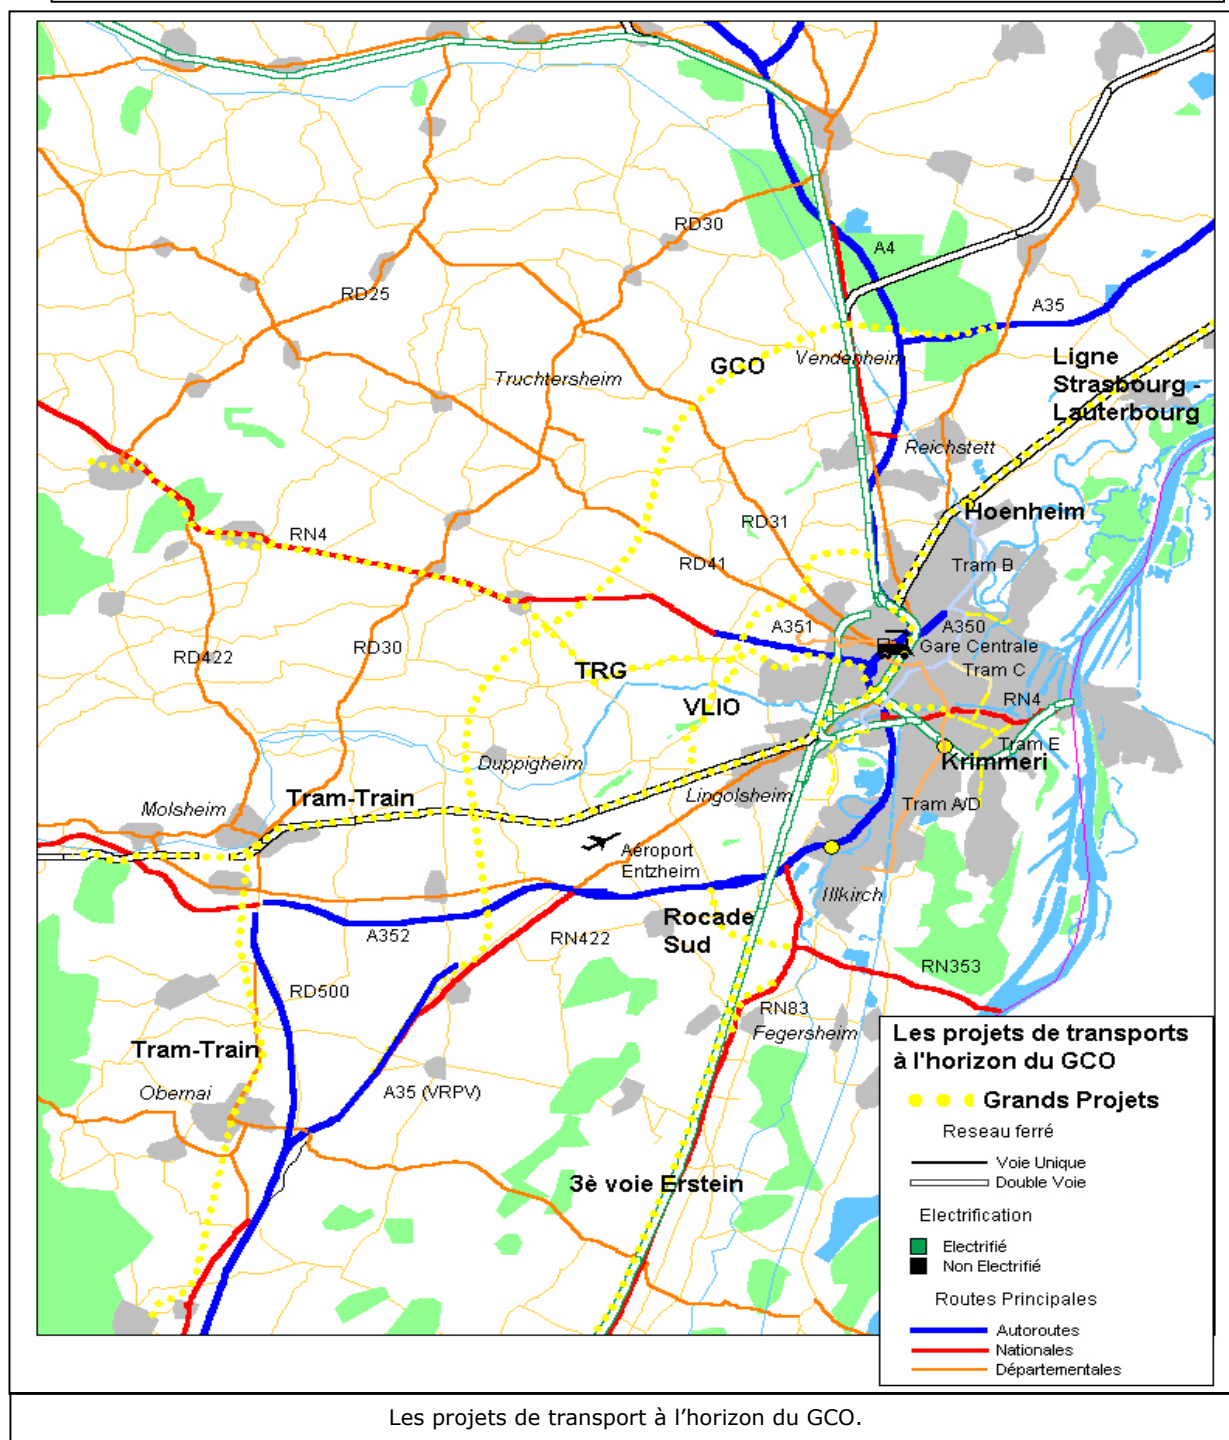 RD30
A4
RD25
A35
GCO
Vendenheim
Ligne
Strasbourg -
Lauterbourg
Truchtersheim
Reichstett
Hoenheim
RD31
RN4
Tram B
RD41
A351
A350
Gare Centrale
RD422
RD30
TRG
Tram C
VLIO
RN4
Tram E
Duppigheim
Krimmeri
Tram-Train
Lingolsheim
Molsheim
Tram A/D
Aéroport
Entzheim
Illkirch
Rocade
Sud
A352
RN422
RN353
RD500
RN83
Fegersheim
Tram-Train
Obernai
A35 (VRPV)
3è voie Erstein
Les projets de transports
à l'horizon du GCO
Grands Projets
Reseau ferré
Voie Unique
Double Voie
Electrification
Electrifié
Non Electrifié
Routes Principales
Autoroutes
Nationales
Départementales
Les projets de transport à l’horizon du GCO.